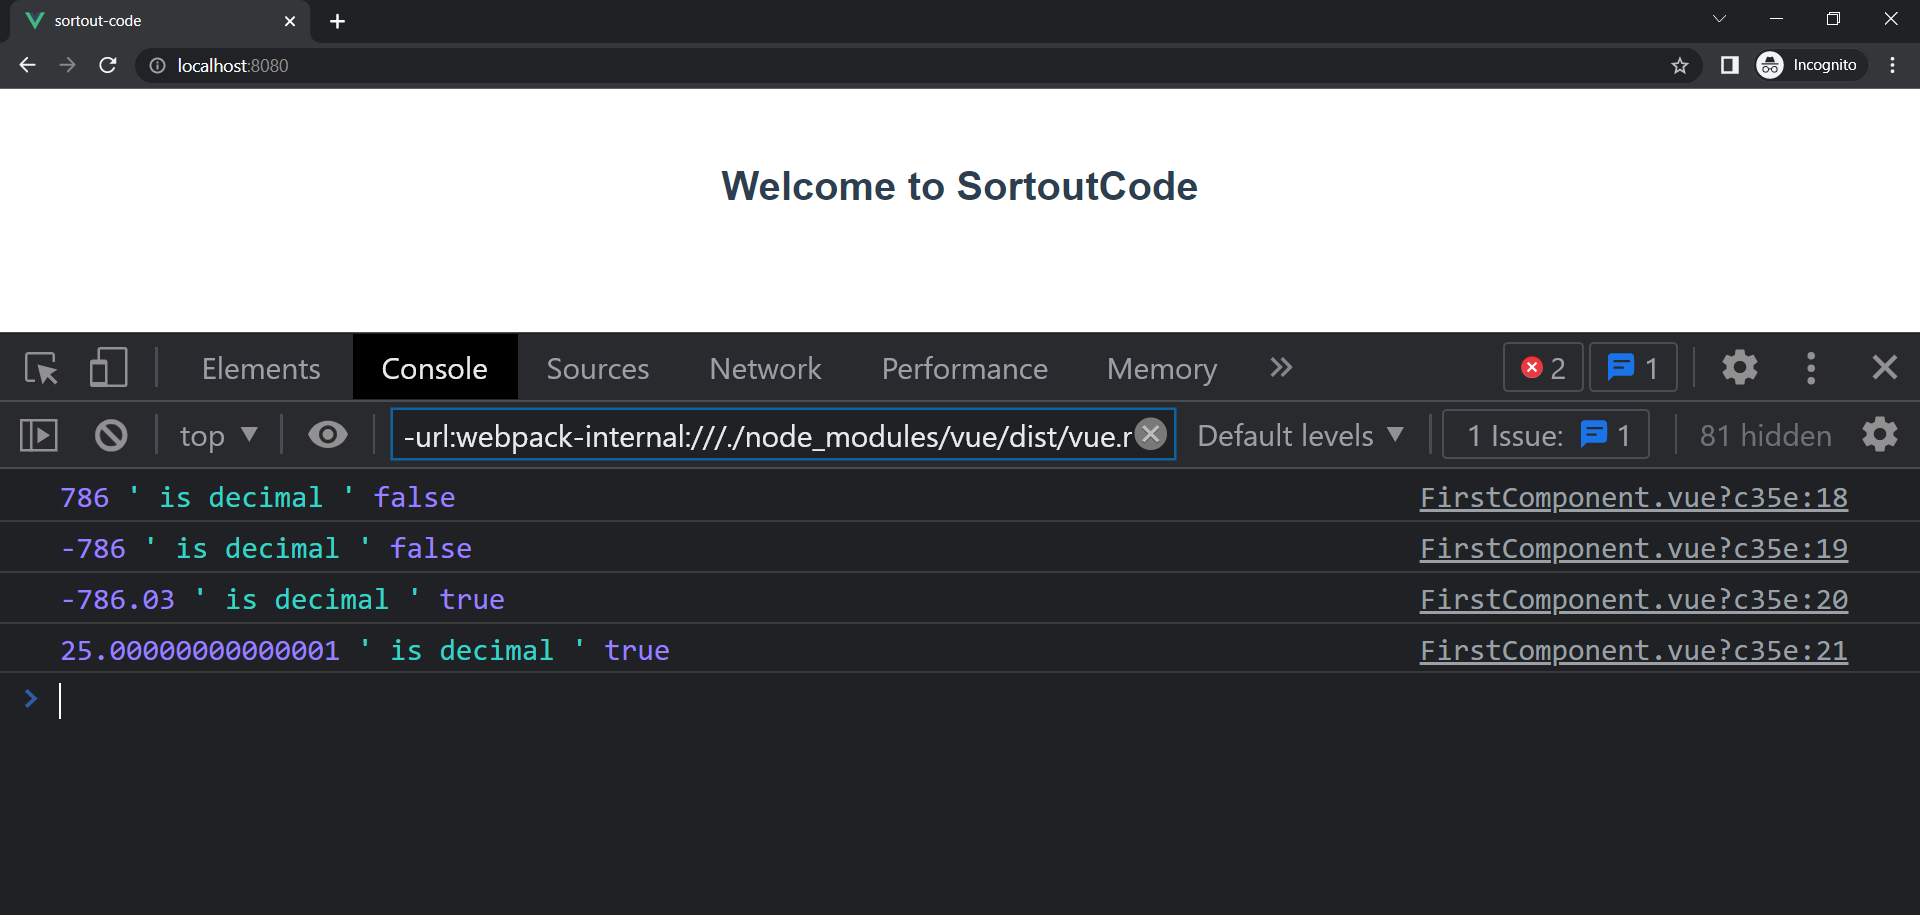 sortout-code
localhost:8080
Incognito
Welcome to SortoutCode
Elements Console Sources Network Performance Memory 2 1
top -url:webpack-internal:///./node_modules/vue/dist/vue.r Default levels 1 Issue: 1 81 hidden
786 ' is decimal ' false FirstComponent.vue?c35e:18
-786 ' is decimal ' false FirstComponent.vue?c35e:19
-786.03 ' is decimal ' true FirstComponent.vue?c35e:20
25.00000000000001 ' is decimal ' true FirstComponent.vue?c35e:21